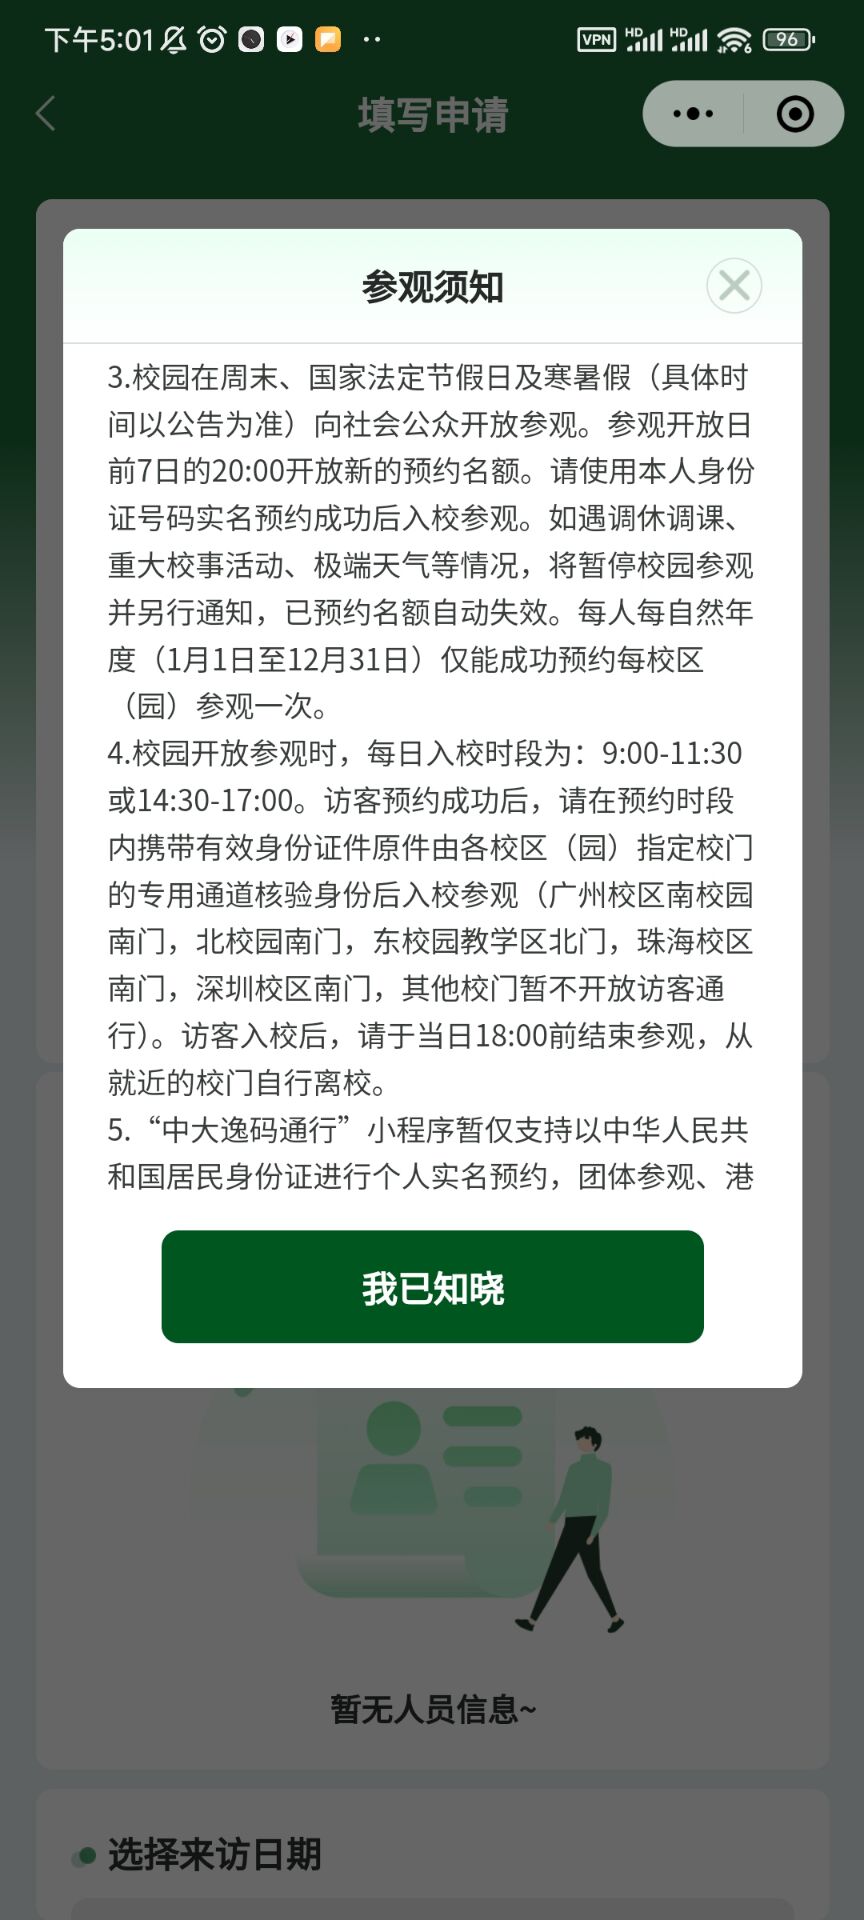 下午5:01
VPN HD HD 6 96
填写申请
参观须知
3.校园在周末、国家法定节假日及寒暑假（具体时
间以公告为准）向社会公众开放参观。参观开放日
前7日的20:00开放新的预约名额。请使用本人身份
证号码实名预约成功后入校参观。如遇调休调课、
重大校事活动、极端天气等情况，将暂停校园参观
并另行通知，已预约名额自动失效。每人每自然年
度（1月1日至12月31日）仅能成功预约每校区
（园）参观一次。
4.校园开放参观时，每日入校时段为：9:00-11:30
或14:30-17:00。访客预约成功后，请在预约时段
内携带有效身份证件原件由各校区（园）指定校门
的专用通道核验身份后入校参观（广州校区南校园
南门，北校园南门，东校园教学区北门，珠海校区
南门，深圳校区南门，其他校门暂不开放访客通
行）。访客入校后，请于当日18:00前结束参观，从
就近的校门自行离校。
5.“中大逸码通行”小程序暂仅支持以中华人民共
和国居民身份证进行个人实名预约，团体参观、港
我已知晓
暂无人员信息~
选择来访日期